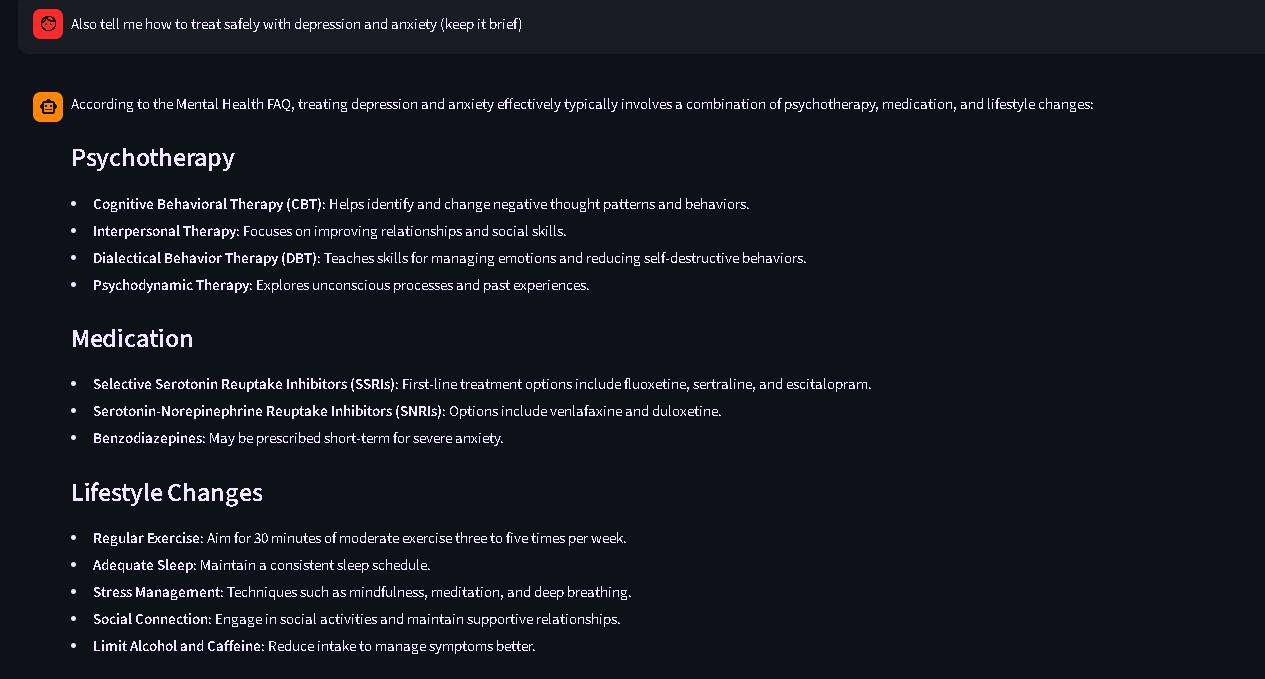 Also tell me how to treat safely with depression and anxiety (keep it brief)
According to the Mental Health FAQ, treating depression and anxiety effectively typically involves a combination of psychotherapy, medication, and lifestyle changes:
Psychotherapy
• Cognitive Behavioral Therapy (CBT): Helps identify and change negative thought patterns and behaviors.
• Interpersonal Therapy: Focuses on improving relationships and social skills.
• Dialectical Behavior Therapy (DBT): Teaches skills for managing emotions and reducing self-destructive behaviors.
• Psychodynamic Therapy: Explores unconscious processes and past experiences.
Medication
• Selective Serotonin Reuptake Inhibitors (SSRIs): First-line treatment options include fluoxetine, sertraline, and escitalopram.
• Serotonin-Norepinephrine Reuptake Inhibitors (SNRIs): Options include venlafaxine and duloxetine.
• Benzodiazepines: May be prescribed short-term for severe anxiety.
Lifestyle Changes
• Regular Exercise: Aim for 30 minutes of moderate exercise three to five times per week.
• Adequate Sleep: Maintain a consistent sleep schedule.
• Stress Management: Techniques such as mindfulness, meditation, and deep breathing.
• Social Connection: Engage in social activities and maintain supportive relationships.
• Limit Alcohol and Caffeine: Reduce intake to manage symptoms better.